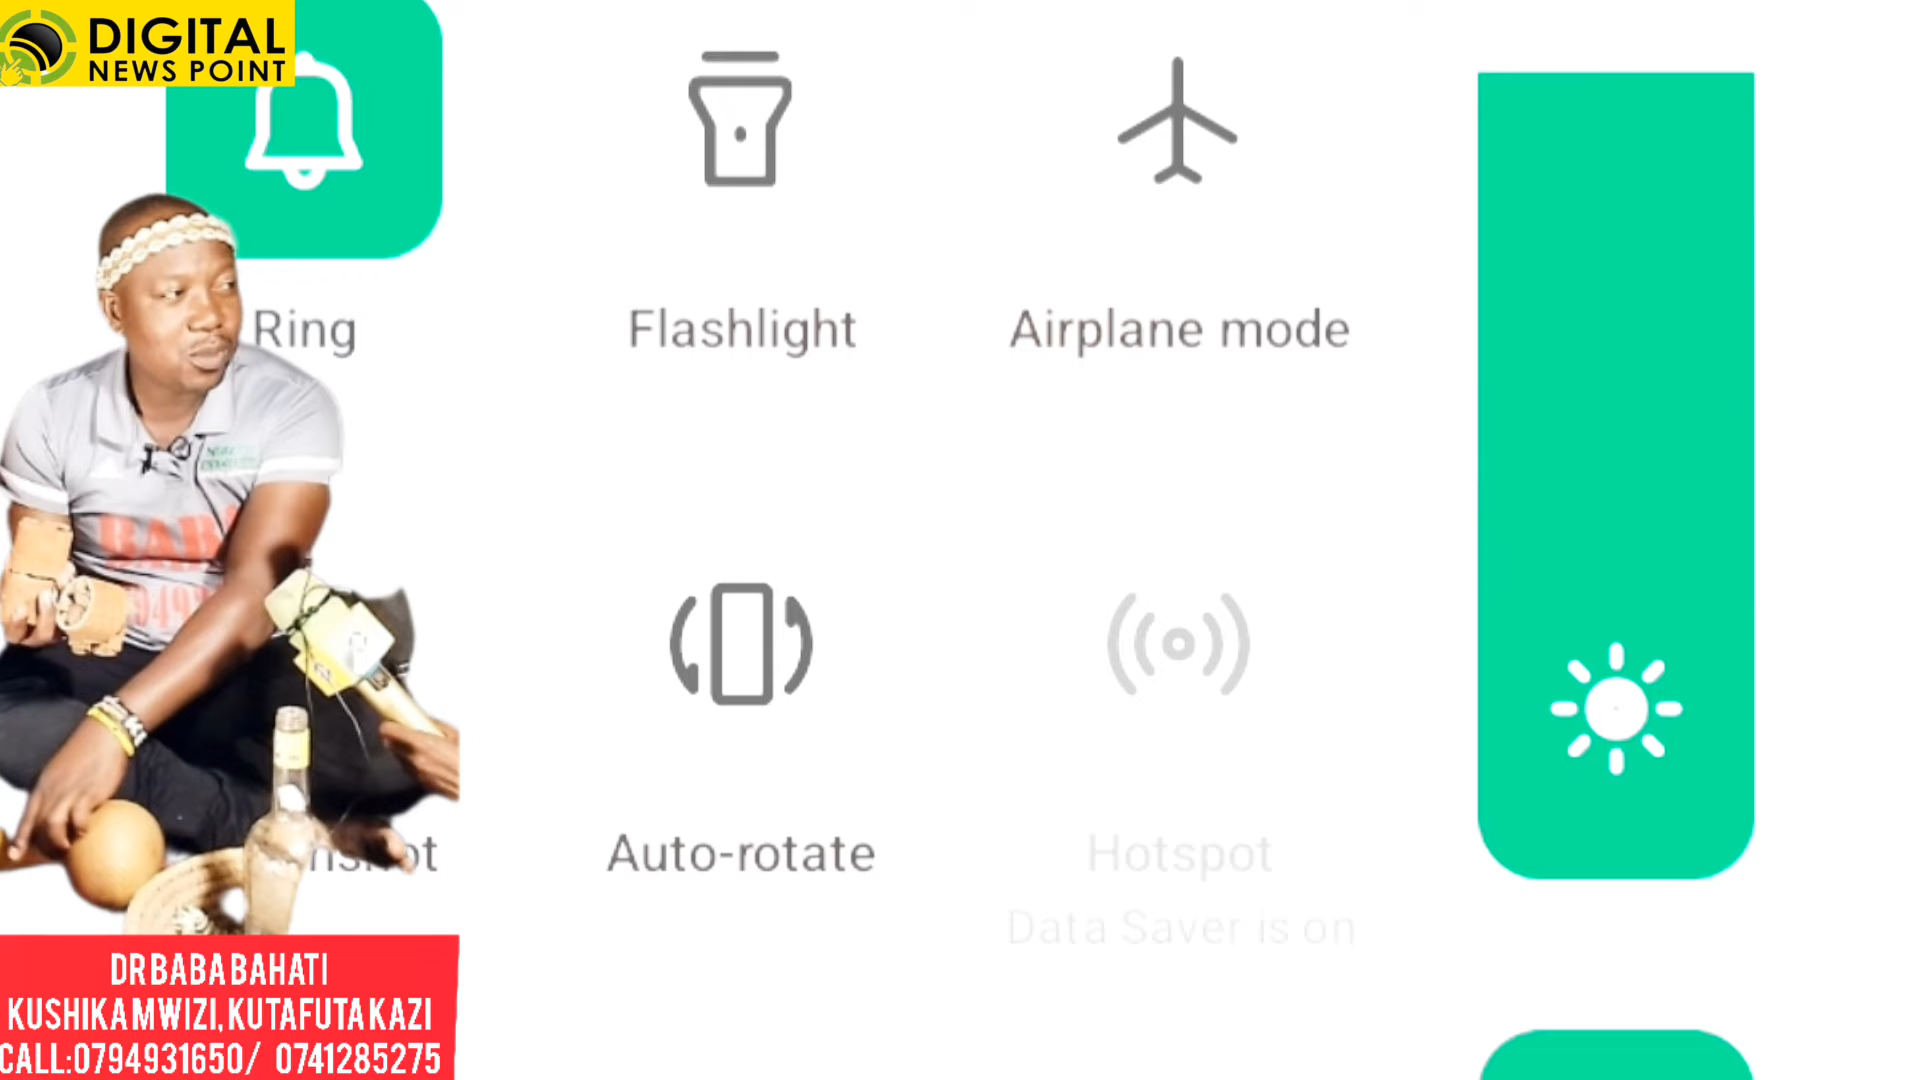 DIGITAL
NEWS POINT
Ring
Flashlight
Airplane mode
BABA
Auto-rotate
Hotspot
Data Saver is on
DR BABA BAHATI
KUSHIKA MWIZI, KUTAFUTA KAZI
CALL:0794931650/ 0741285275